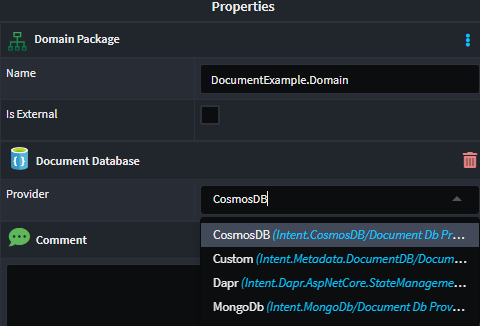 Properties
Domain Package
Name
DocumentExample.Domain
Is External
Document Database
Provider
CosmosDB
CosmosDB (Intent.CosmosDB/Document Db Pr...
Comment
Custom (Intent.Metadata.DocumentDB/Docum...
Dapr (Intent.Dapr.AspNetCore.StateManageme...
MongoDb (Intent.MongoDb/Document Db Prov...